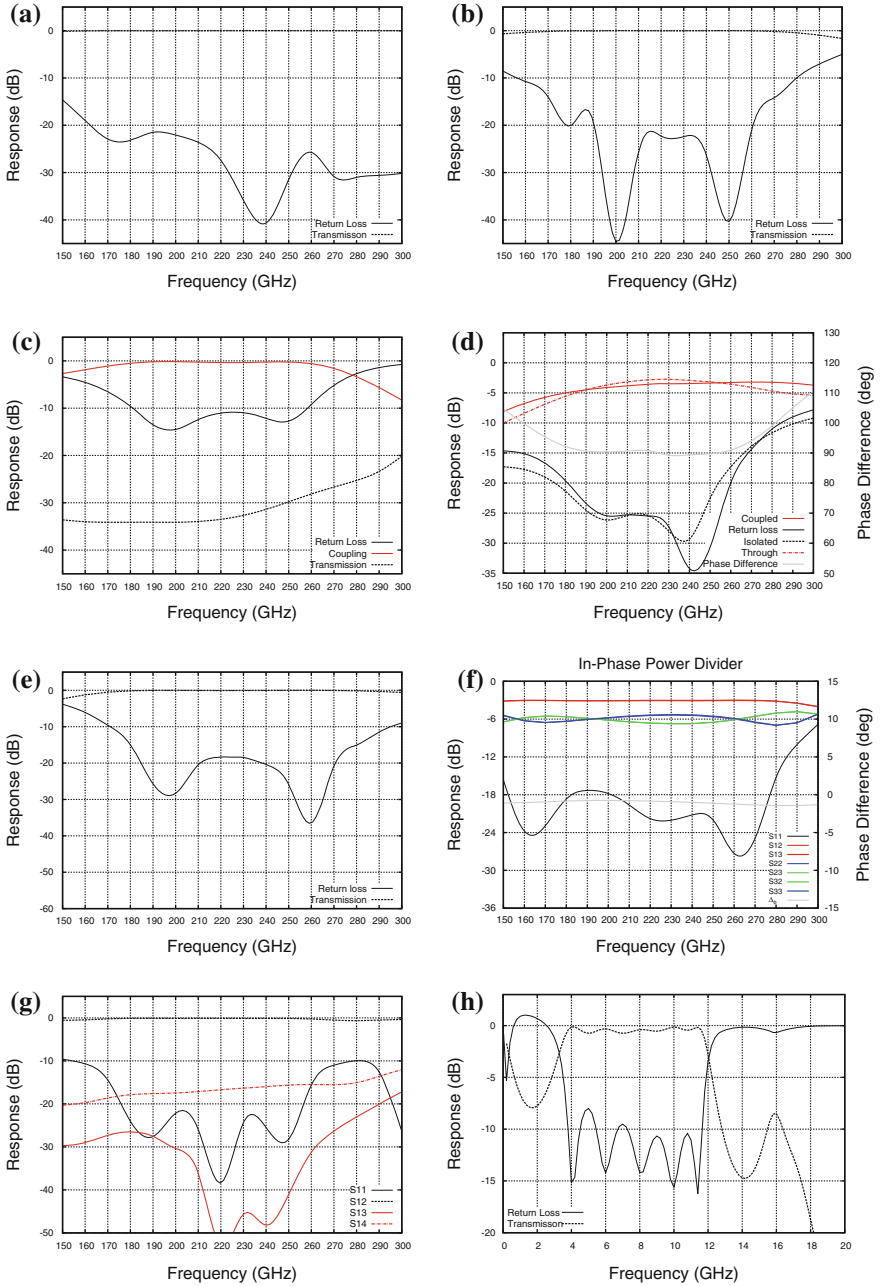 (a)
0
-10
-20
-30
-40
Response (dB)
Return Loss
Transmisson
150 160 170 180 190 200 210 220 230 240 250 260 270 280 290 300
Frequency (GHz)
(b)
0
-10
-20
-30
-40
Response (dB)
Return Loss
Transmisson
150 160 170 180 190 200 210 220 230 240 250 260 270 280 290 300
Frequency (GHz)
(c)
0
-10
-20
-30
-40
Response (dB)
Return Loss
Coupling
Transmission
150 160 170 180 190 200 210 220 230 240 250 260 270 280 290 300
Frequency (GHz)
(d)
5
0
-5
-10
-15
-20
-25
-30
-35
Response (dB)
130
120
110
100
90
80
70
60
50
Phase Difference (deg)
Coupled
Return loss
Isolated
Through
Phase Difference
150 160 170 180 190 200 210 220 230 240 250 260 270 280 290 300
Frequency (GHz)
(e)
0
-10
-20
-30
-40
-50
-60
Response (dB)
Return loss
Transmission
150 160 170 180 190 200 210 220 230 240 250 260 270 280 290 300
Frequency (GHz)
(f)
In-Phase Power Divider
0
-6
-12
-18
-24
-30
-36
Response (dB)
15
10
5
0
-5
-10
-15
Phase Difference (deg)
S11
S12
S13
S22
S23
S32
S33
150 160 170 180 190 200 210 220 230 240 250 260 270 280 290 300
Frequency (GHz)
(g)
0
-10
-20
-30
-40
-50
Response (dB)
S11
S12
S13
S14
150 160 170 180 190 200 210 220 230 240 250 260 270 280 290 300
Frequency (GHz)
(h)
0
-5
-10
-15
-20
Response (dB)
Return Loss
Transmisson
0 2 4 6 8 10 12 14 16 18 20
Frequency (GHz)